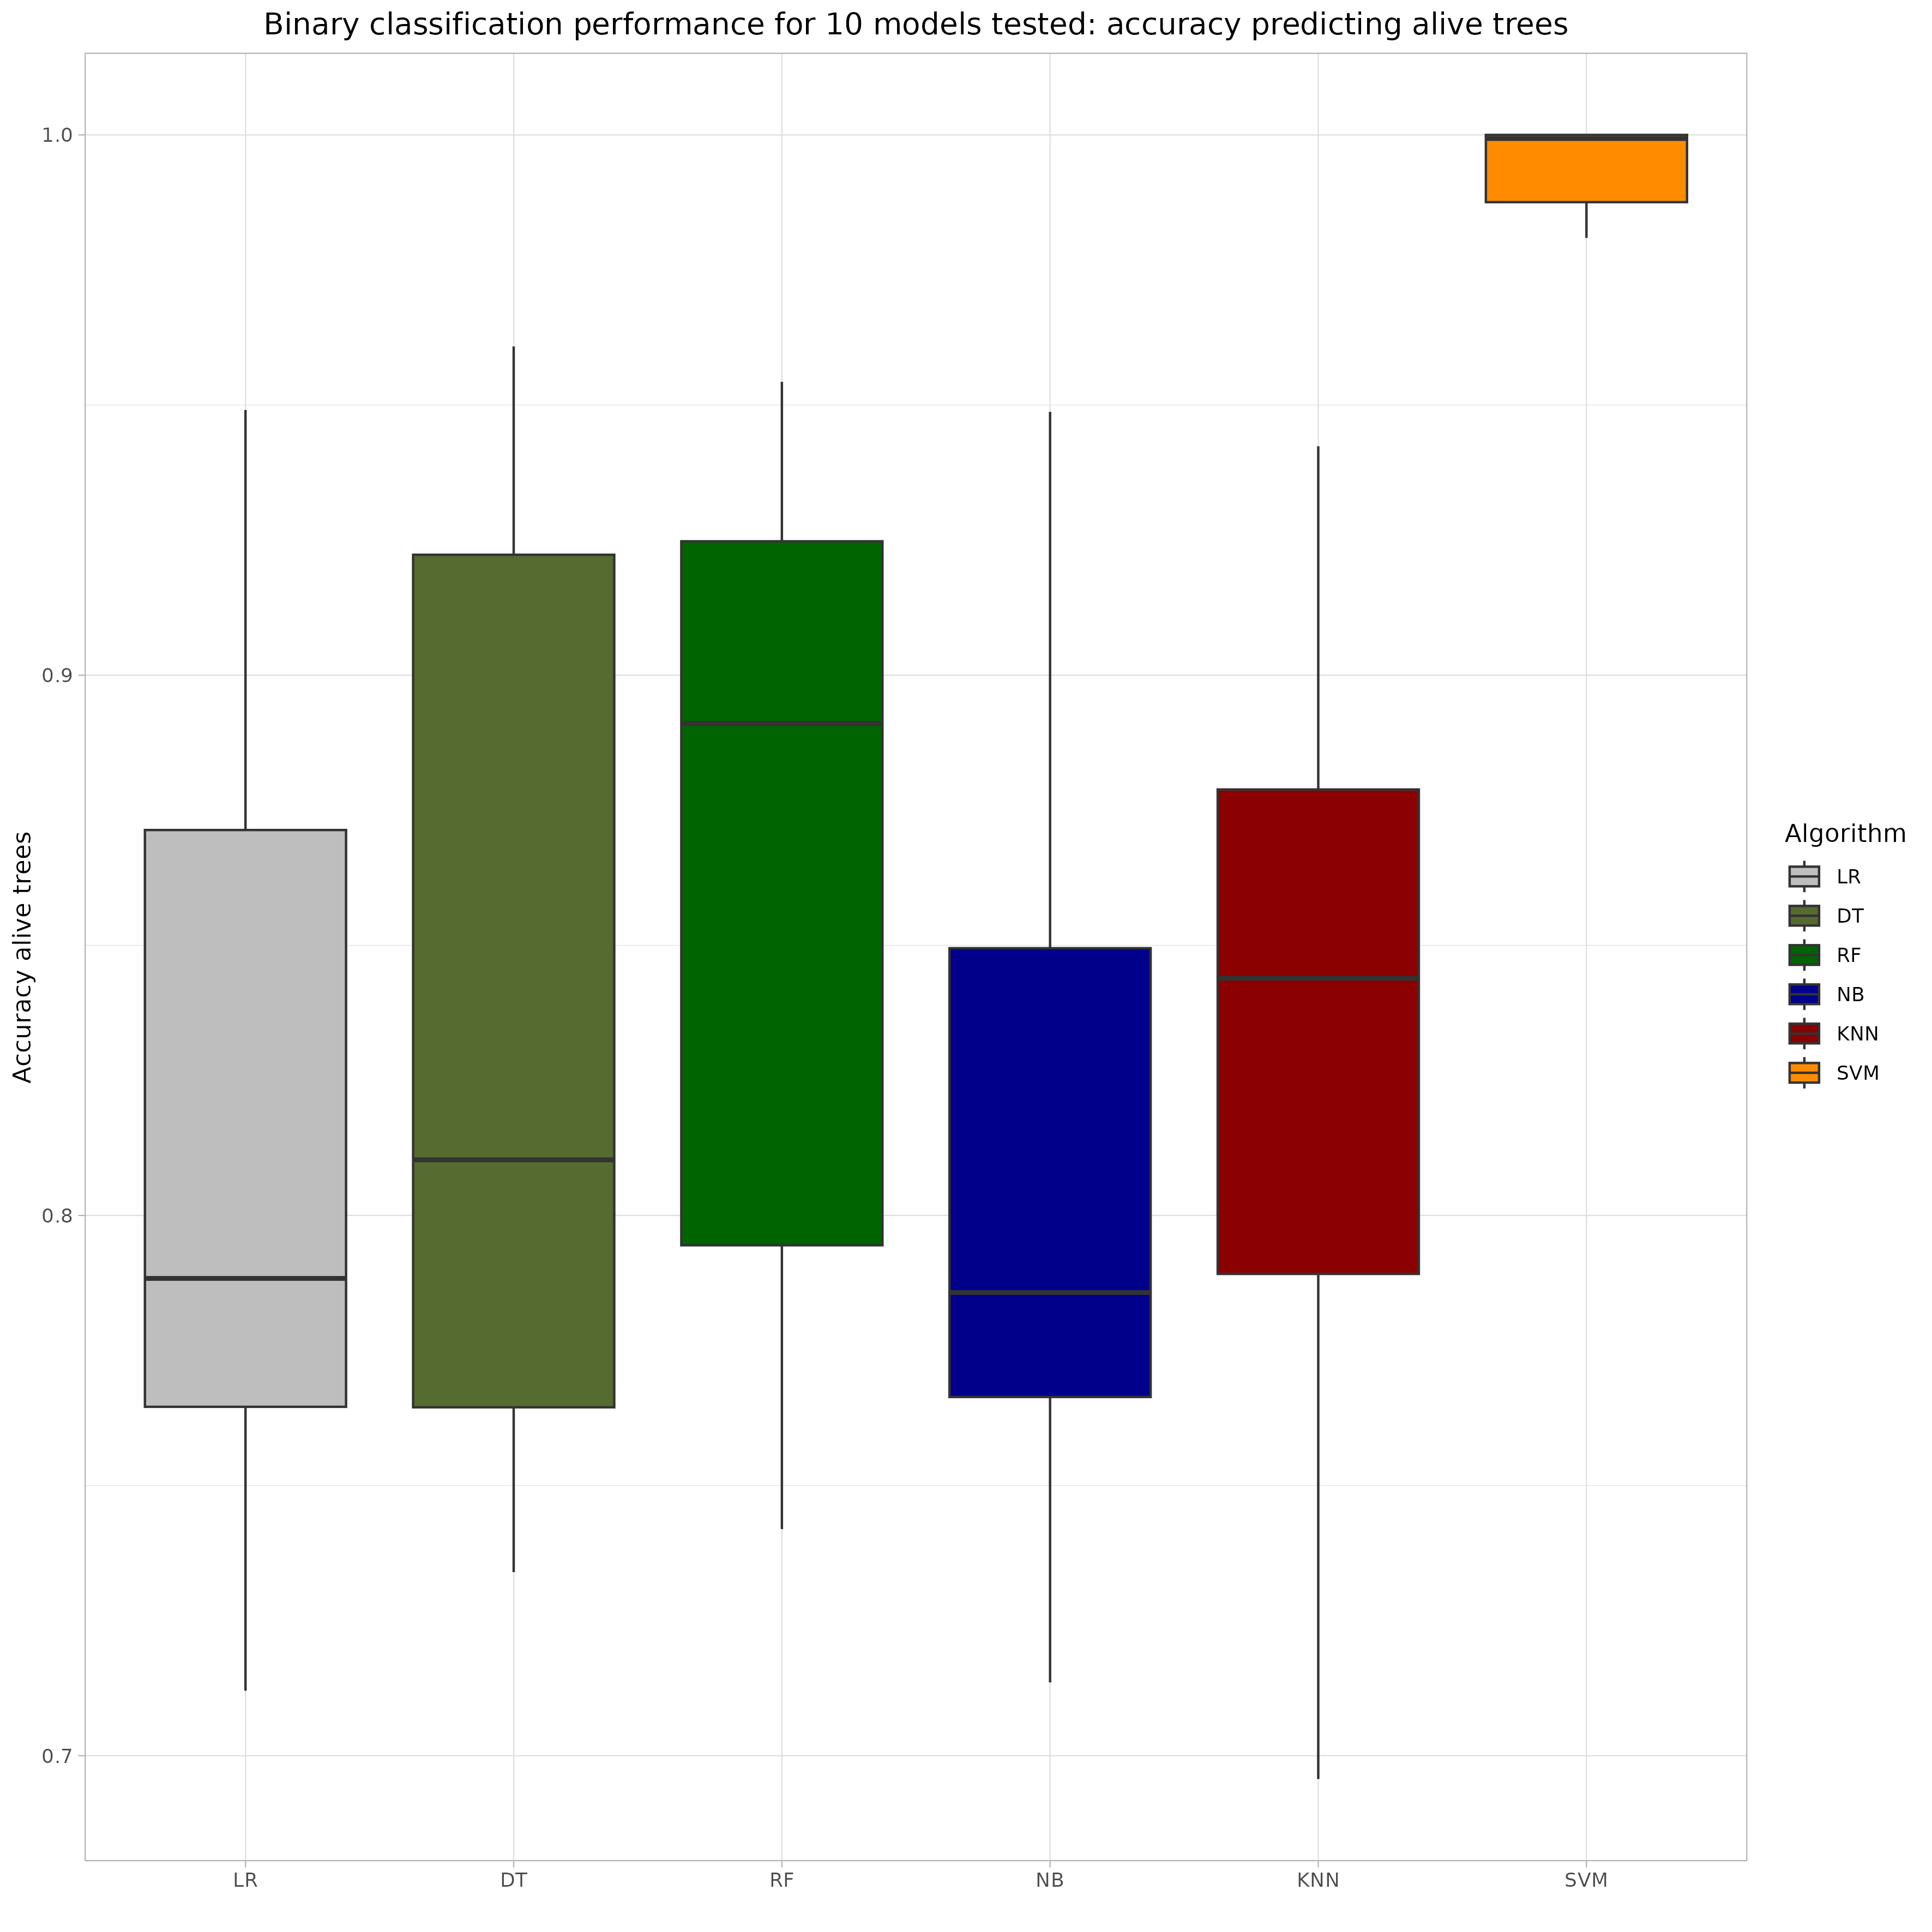 Binary classification performance for 10 models tested: accuracy predicting alive trees
Accuracy alive trees
1.0
0.9
0.8
0.7
LR
DT
RF
NB
KNN
SVM
Algorithm
LR
DT
RF
NB
KNN
SVM